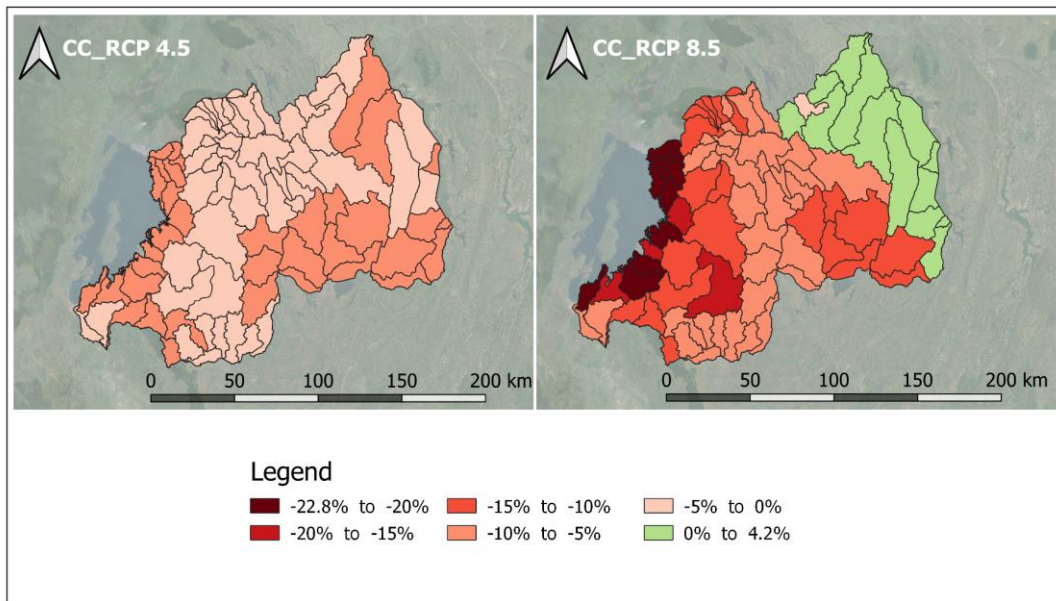 CC_RCP 4.5
CC_RCP 8.5
0 50 100 150 200 km
0 50 100 150 200 km
Legend
-22.8% to -20%
-15% to -10%
-5% to 0%
-20% to -15%
-10% to -5%
0% to 4.2%